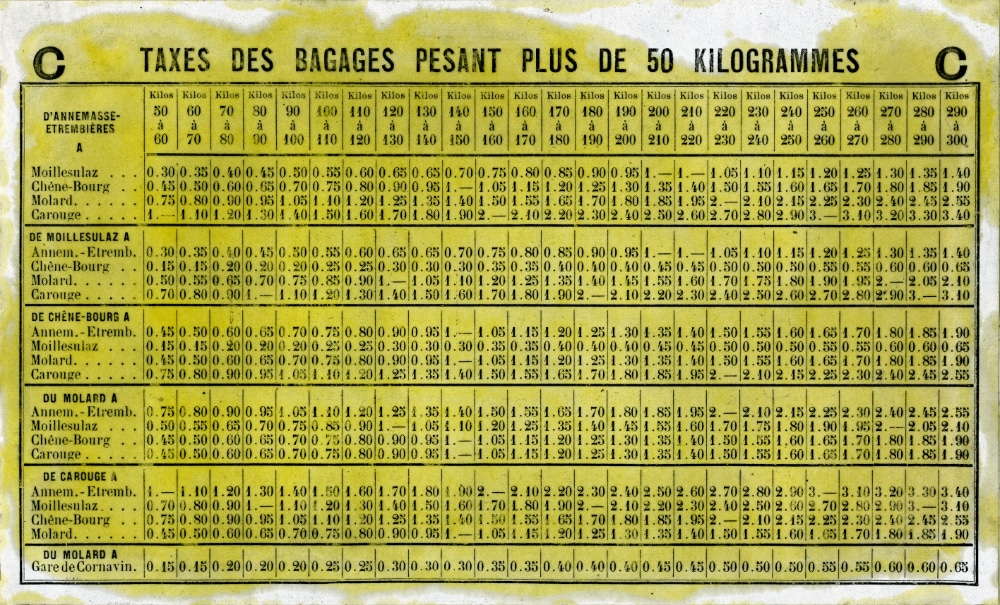 C TAXES DES BAGAGES PESANT PLUS DE 50 KILOGRAMMES C
D'ANNEMASSE-ETREMBIÈRES A
Kilos Kilos Kilos Kilos Kilos Kilos Kilos Kilos Kilos Kilos Kilos Kilos Kilos Kilos Kilos Kilos Kilos Kilos Kilos Kilos Kilos Kilos Kilos Kilos Kilos
50 60 70 80 90 100 110 120 130 140 150 160 170 180 190 200 210 220 230 240 250 260 270 280 290
à à à à à à à à à à à à à à à à à à à à à à à à à
60 70 80 90 100 110 120 130 140 150 160 170 180 190 200 210 220 230 240 250 260 270 280 290 300
Moillesulaz . . . 0.30 0.35 0.40 0.45 0.50 0.55 0.60 0.65 0.65 0.70 0.75 0.80 0.85 0.90 0.95 1.— 1.— 1.05 1.10 1.15 1.20 1.25 1.30 1.35 1.40
Chêne-Bourg . . . 0.45 0.50 0.60 0.65 0.70 0.75 0.80 0.90 0.95 1.— 1.05 1.15 1.20 1.25 1.30 1.35 1.40 1.50 1.55 1.60 1.65 1.70 1.80 1.85 1.90
Molard. . . . . 0.75 0.80 0.90 0.95 1.05 1.10 1.20 1.25 1.35 1.40 1.50 1.55 1.65 1.70 1.80 1.85 1.95 2.— 2.10 2.15 2.25 2.30 2.40 2.45 2.55
Carouge . . . . . 1.— 1.10 1.20 1.30 1.40 1.50 1.60 1.70 1.80 1.90 2.— 2.10 2.20 2.30 2.40 2.50 2.60 2.70 2.80 2.90 3.— 3.10 3.20 3.30 3.40
DE MOILLESULAZ A
Annem.-Etremb. . 0.30 0.35 0.40 0.45 0.50 0.55 0.60 0.65 0.65 0.70 0.75 0.80 0.85 0.90 0.95 1.— 1.— 1.05 1.10 1.15 1.20 1.25 1.30 1.35 1.40
Chêne-Bourg . . 0.15 0.15 0.20 0.20 0.20 0.25 0.25 0.30 0.30 0.30 0.35 0.35 0.40 0.40 0.40 0.45 0.45 0.50 0.50 0.50 0.55 0.55 0.60 0.60 0.65
Molard. . . . . 0.50 0.55 0.65 0.70 0.75 0.85 0.90 1.— 1.05 1.10 1.20 1.25 1.35 1.40 1.45 1.55 1.60 1.70 1.75 1.80 1.90 1.95 2.— 2.05 2.10
Carouge . . . . . 0.70 0.80 0.90 1.— 1.10 1.20 1.30 1.40 1.50 1.60 1.70 1.80 1.90 2.— 2.10 2.20 2.30 2.40 2.50 2.60 2.70 2.80 2.90 3.— 3.10
DE CHÊNE-BOURG A
Annem.-Etremb. . 0.45 0.50 0.60 0.65 0.70 0.75 0.80 0.90 0.95 1.— 1.05 1.15 1.20 1.25 1.30 1.35 1.40 1.50 1.55 1.60 1.65 1.70 1.80 1.85 1.90
Moillesulaz . . . 0.15 0.15 0.20 0.20 0.20 0.25 0.25 0.30 0.30 0.30 0.35 0.35 0.40 0.40 0.40 0.45 0.45 0.50 0.50 0.50 0.55 0.55 0.60 0.60 0.65
Molard. . . . . 0.45 0.50 0.60 0.65 0.70 0.75 0.80 0.90 0.95 1.— 1.05 1.15 1.20 1.25 1.30 1.35 1.40 1.50 1.55 1.60 1.65 1.70 1.80 1.85 1.90
Carouge . . . . . 0.75 0.80 0.90 0.95 1.05 1.10 1.20 1.25 1.35 1.40 1.50 1.55 1.65 1.70 1.80 1.85 1.95 2.— 2.10 2.15 2.25 2.30 2.40 2.45 2.55
DU MOLARD A
Annem.-Etremb. . 0.75 0.80 0.90 0.95 1.05 1.10 1.20 1.25 1.35 1.40 1.50 1.55 1.65 1.70 1.80 1.85 1.95 2.— 2.10 2.15 2.25 2.30 2.40 2.45 2.55
Moillesulaz . . . 0.50 0.55 0.65 0.70 0.75 0.85 0.90 1.— 1.05 1.10 1.20 1.25 1.35 1.40 1.45 1.55 1.60 1.70 1.75 1.80 1.90 1.95 2.— 2.05 2.10
Chêne-Bourg . . 0.45 0.50 0.60 0.65 0.70 0.75 0.80 0.90 0.95 1.— 1.05 1.15 1.20 1.25 1.30 1.35 1.40 1.50 1.55 1.60 1.65 1.70 1.80 1.85 1.90
Carouge . . . . . 0.45 0.50 0.60 0.65 0.70 0.75 0.80 0.90 0.95 1.— 1.05 1.15 1.20 1.25 1.30 1.35 1.40 1.50 1.55 1.60 1.65 1.70 1.80 1.85 1.90
DE CAROUGE A
Annem.-Etremb. 1.— 1.10 1.20 1.30 1.40 1.50 1.60 1.70 1.80 1.90 2.— 2.10 2.20 2.30 2.40 2.50 2.60 2.70 2.80 2.90 3.— 3.10 3.20 3.30 3.40
Moillesulaz . . . 0.70 0.80 0.90 1.— 1.10 1.20 1.30 1.40 1.50 1.60 1.70 1.80 1.90 2.— 2.10 2.20 2.30 2.40 2.50 2.60 2.70 2.80 2.90 3.— 3.10
Chêne-Bourg . . 0.75 0.80 0.90 0.95 1.05 1.10 1.20 1.25 1.35 1.40 1.50 1.55 1.65 1.70 1.80 1.85 1.95 2.— 2.10 2.15 2.25 2.30 2.40 2.45 2.55
Molard. . . . . 0.45 0.50 0.60 0.65 0.70 0.75 0.80 0.90 0.95 1.— 1.05 1.15 1.20 1.25 1.30 1.35 1.40 1.50 1.55 1.60 1.65 1.70 1.80 1.85 1.90
DU MOLARD A
Gare de Cornavin. 0.15 0.15 0.20 0.20 0.20 0.25 0.25 0.30 0.30 0.30 0.35 0.35 0.40 0.40 0.40 0.45 0.45 0.50 0.50 0.50 0.55 0.55 0.60 0.60 0.65